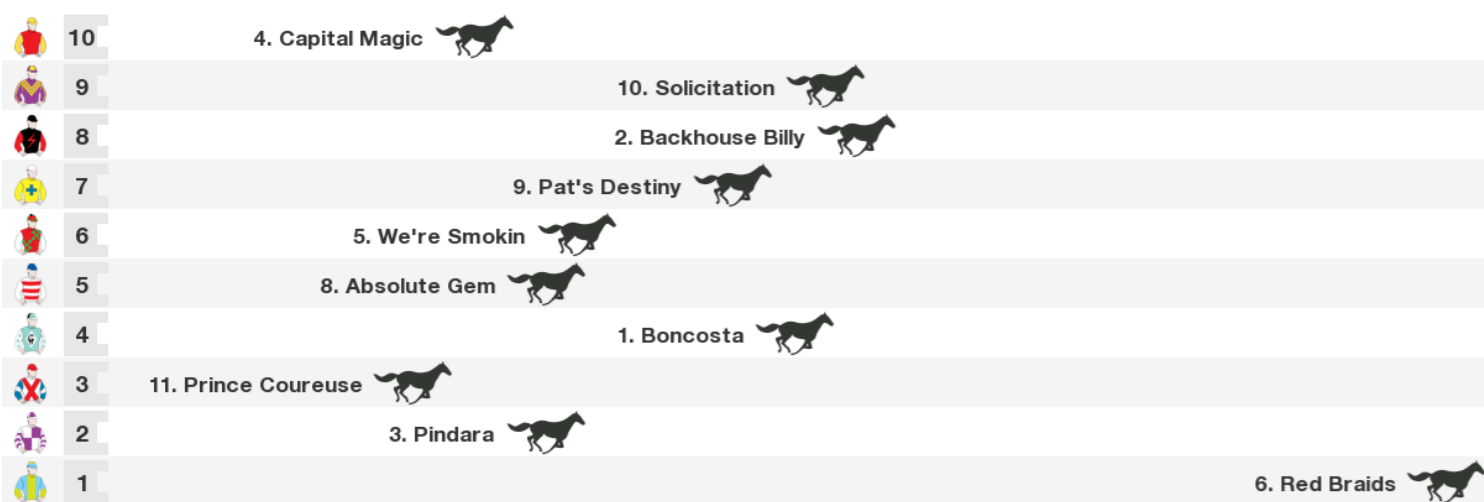 10 4. Capital Magic
9 10. Solicitation
8 2. Backhouse Billy
7 9. Pat's Destiny
6 5. We're Smokin
5 8. Absolute Gem
4 1. Boncosta
3 11. Prince Coureuse
2 3. Pindara
1 6. Red Braids